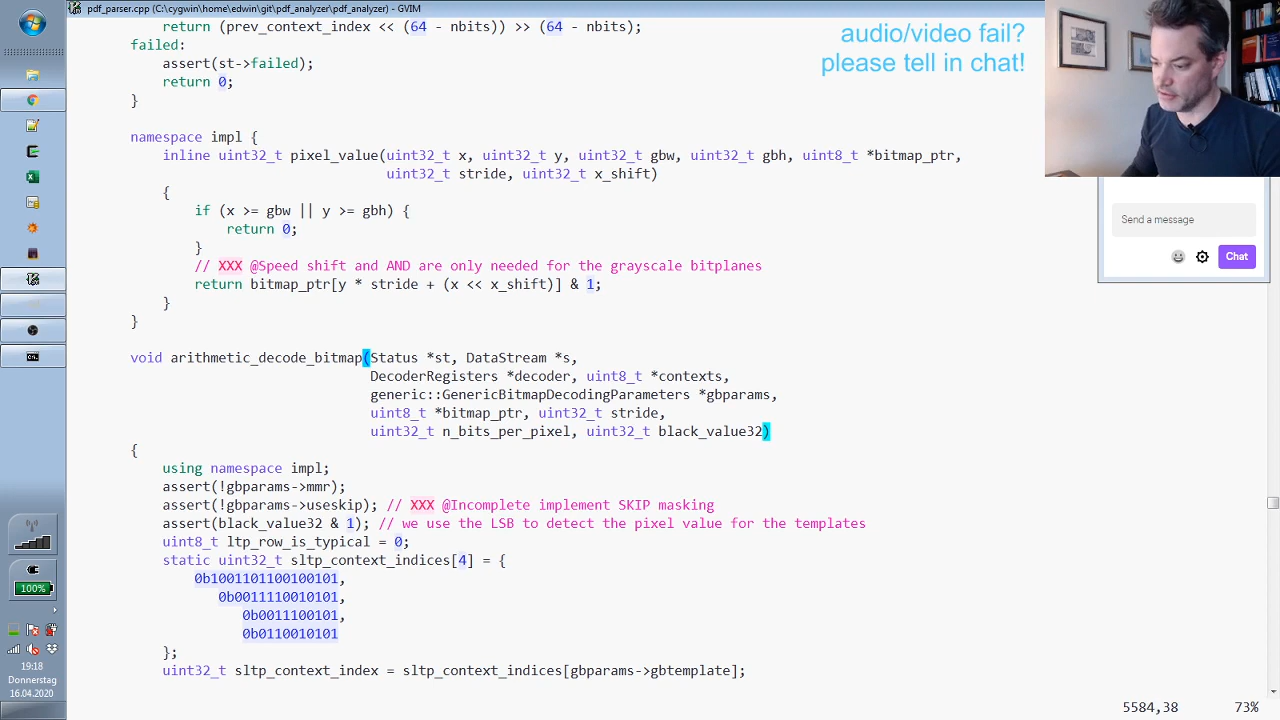 pdf_parser.cpp (C:\cygwin\home\edwin\git\pdf_analyzer\pdf_analyzer) - GVIM
return (prev_context_index << (64 - nbits)) >> (64 - nbits);
failed:
assert(st->failed);
return 0;
}
namespace impl {
inline uint32_t pixel_value(uint32_t x, uint32_t y, uint32_t gbw, uint32_t gbh, uint8_t *bitmap_ptr,
uint32_t stride, uint32_t x_shift)
{
if (x >= gbw || y >= gbh) {
return 0;
}
// XXX @Speed shift and AND are only needed for the grayscale bitplanes
return bitmap_ptr[y * stride + (x << x_shift)] & 1;
}
}
void arithmetic_decode_bitmap(Status *st, DataStream *s,
DecoderRegisters *decoder, uint8_t *contexts,
generic::GenericBitmapDecodingParameters *gbparams,
uint8_t *bitmap_ptr, uint32_t stride,
uint32_t n_bits_per_pixel, uint32_t black_value32)
{
using namespace impl;
assert(!gbparams->mmr);
assert(!gbparams->useskip); // XXX @Incomplete implement SKIP masking
assert(black_value32 & 1); // we use the LSB to detect the pixel value for the templates
uint8_t ltp_row_is_typical = 0;
static uint32_t sltp_context_indices[4] = {
0b1001101100100101,
0b0011110010101,
0b0011100101,
0b0110010101
};
uint32_t sltp_context_index = sltp_context_indices[gbparams->gbtemplate];
5584,38 73%
audio/video fail?
please tell in chat!
Send a message
Chat
100%
19:18
Donnerstag
16.04.2020